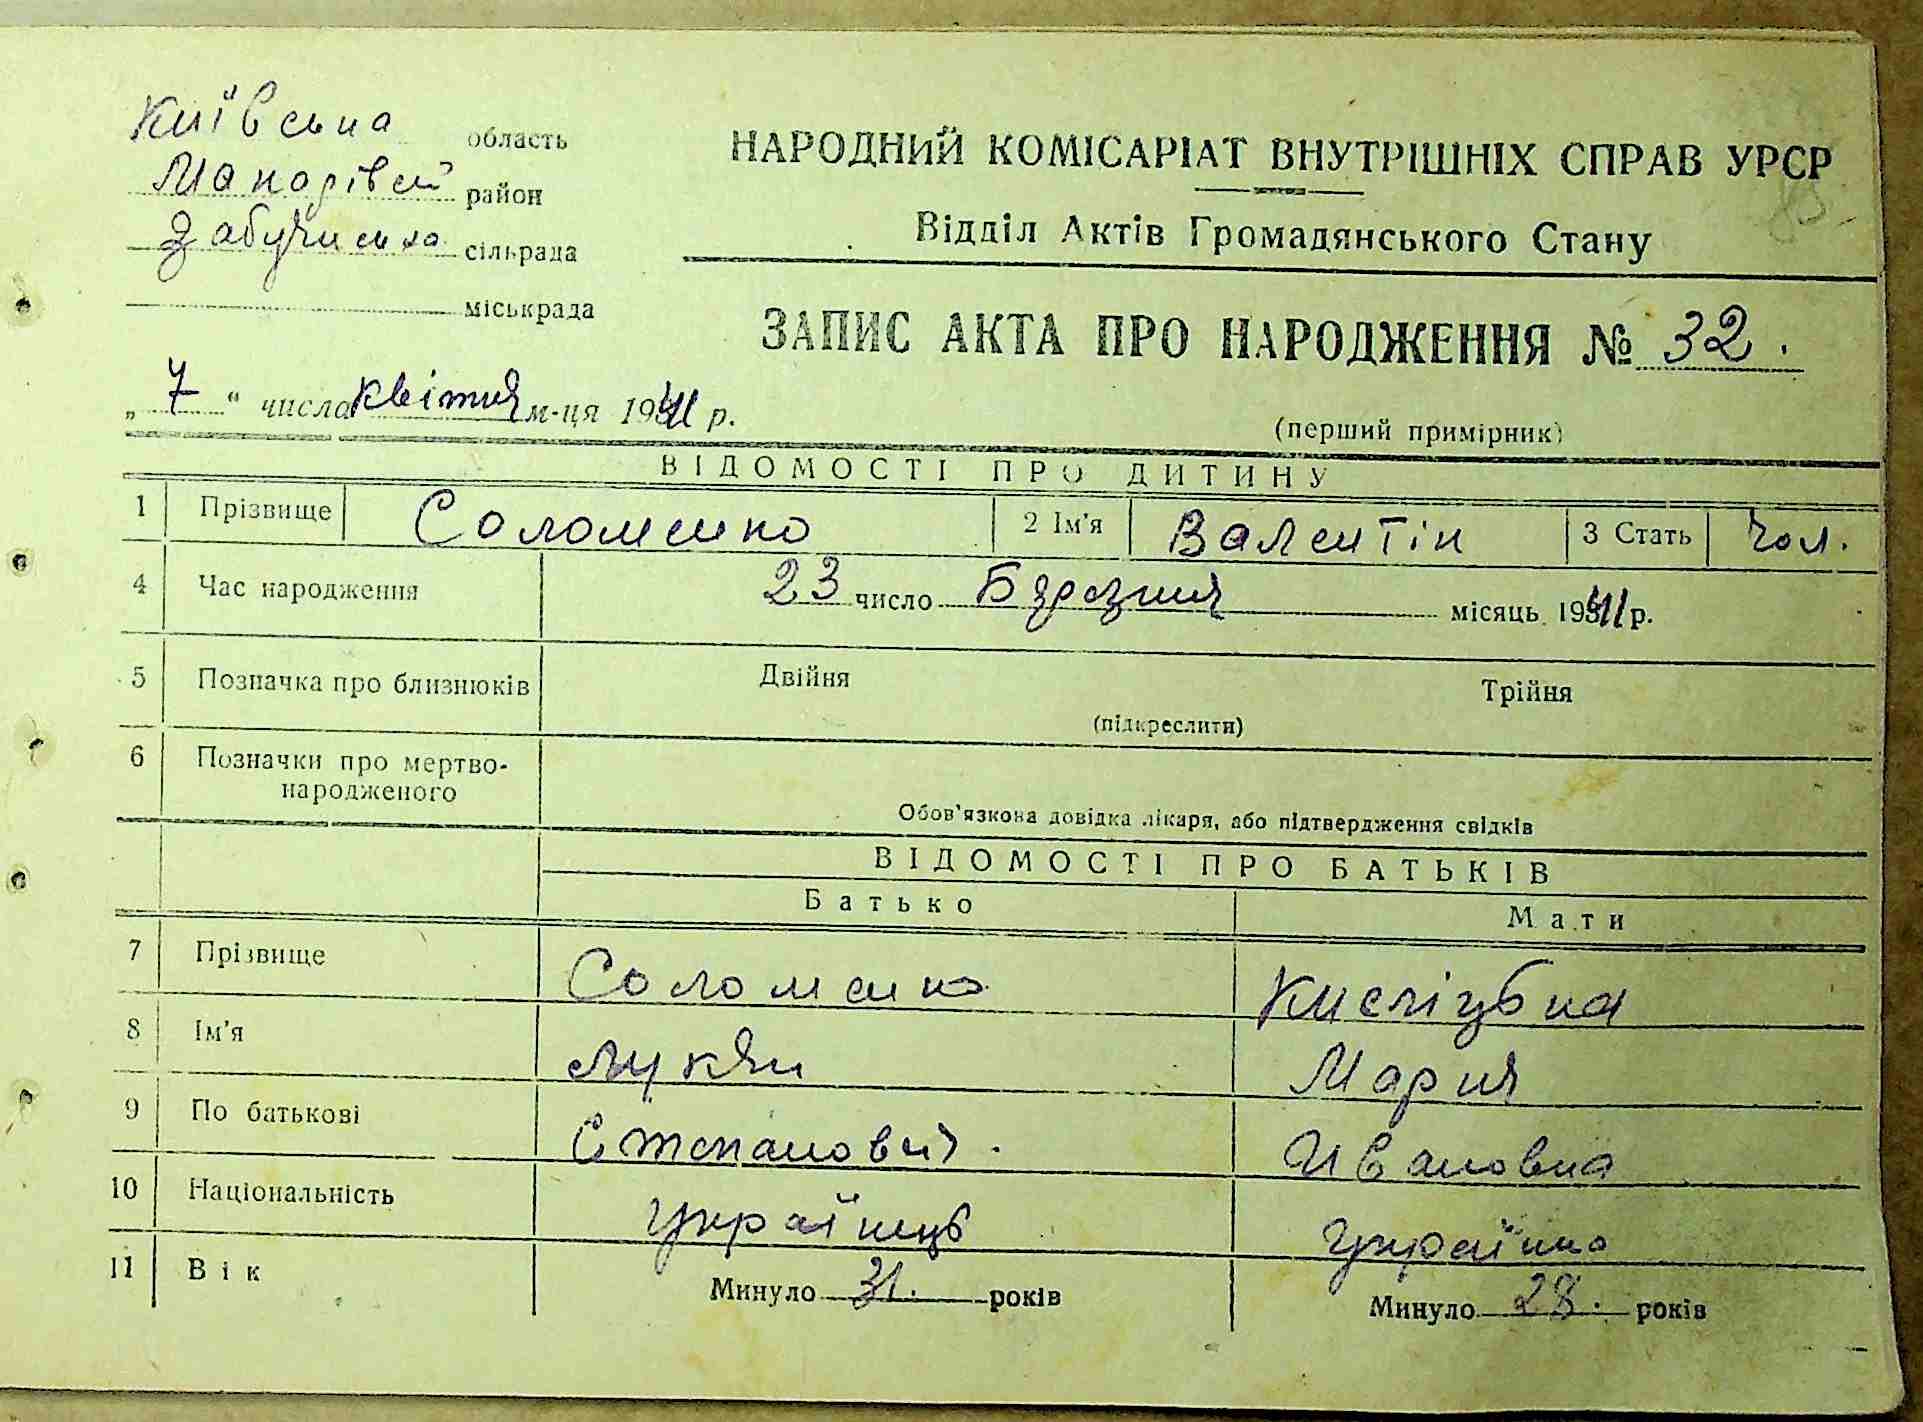 Київська область
Макарівсй район
Забучиська сільрада
міськрада
НАРОДНИЙ КОМІСАРІАТ ВНУТРІШНІХ СПРАВ УРСР
Відділ Актів Громадянського Стану
ЗАПИС АКТА ПРО НАРОДЖЕННЯ № 32.
„ 7 “ числа квітня м-ця 1941 р.
(перший примірник)
ВІДОМОСТІ ПРО ДИТИНУ
1 Прізвище Соломенко 2 Ім'я Валентін 3 Стать чол.
4 Час народження 23 число Березня місяць 1941 р.
5 Позначка про близнюків Двійня Трійня
(підкреслити)
6 Позначки про мертво-
народженого
Обов'язкова довідка лікаря, або підтвердження свідків
ВІДОМОСТІ ПРО БАТЬКІВ
Батько Мати
7 Прізвище Соломенко
8 Ім'я Лукян Мария
9 По батькові Степанович. Ивановна
10 Національність Українець Українка
11 Вік Минуло 31. років Минуло 28. років